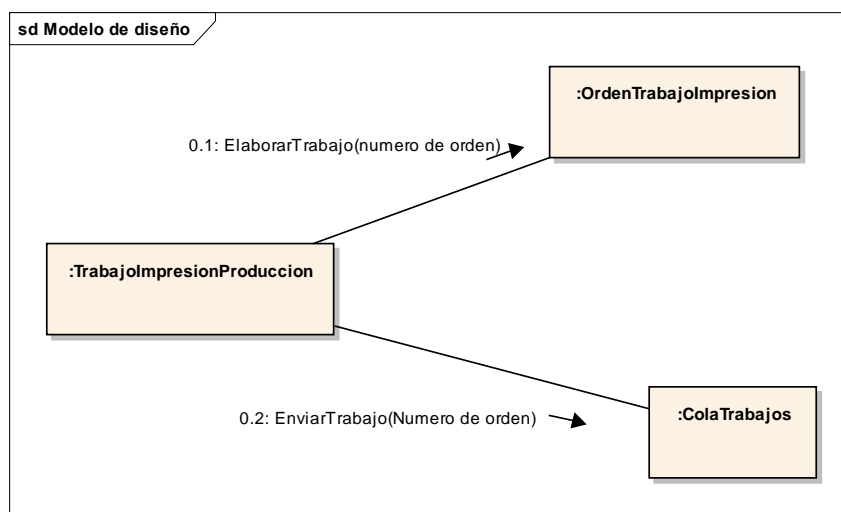 sd Modelo de diseño
:OrdenTrabajoImpresion
0.1: ElaborarTrabajo(numero de orden)
:TrabajoImpresionProduccion
0.2: EnviarTrabajo(Numero de orden)
:ColaTrabajos